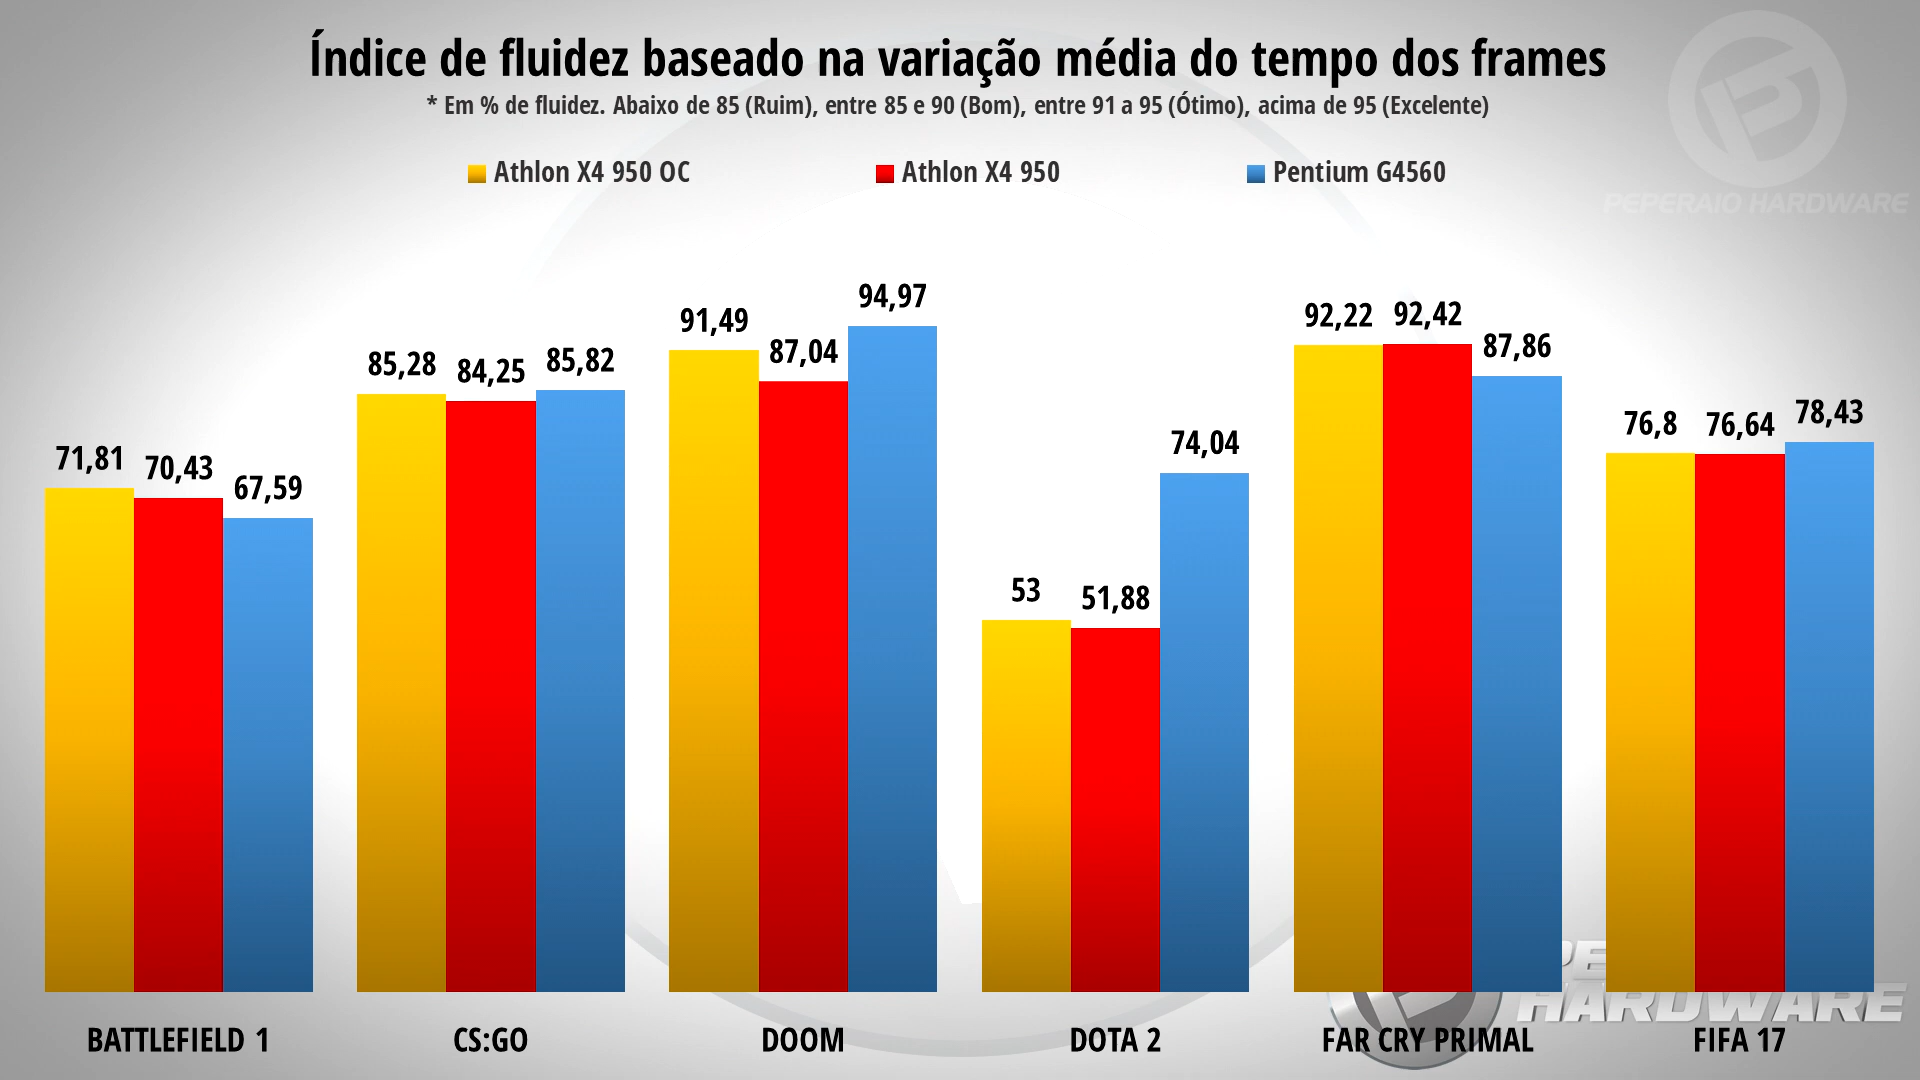 Índice de fluidez baseado na variação média do tempo dos frames
* Em % de fluidez. Abaixo de 85 (Ruim), entre 85 e 90 (Bom), entre 91 a 95 (Ótimo), acima de 95 (Excelente)
Athlon X4 950 OC Athlon X4 950 Pentium G4560
PEPERAIO HARDWARE
71,81 70,43 67,59
85,28 84,25 85,82
91,49 87,04 94,97
53 51,88 74,04
92,22 92,42 87,86
76,8 76,64 78,43
HARDWARE
BATTLEFIELD 1 CS:GO DOOM DOTA 2 FAR CRY PRIMAL FIFA 17